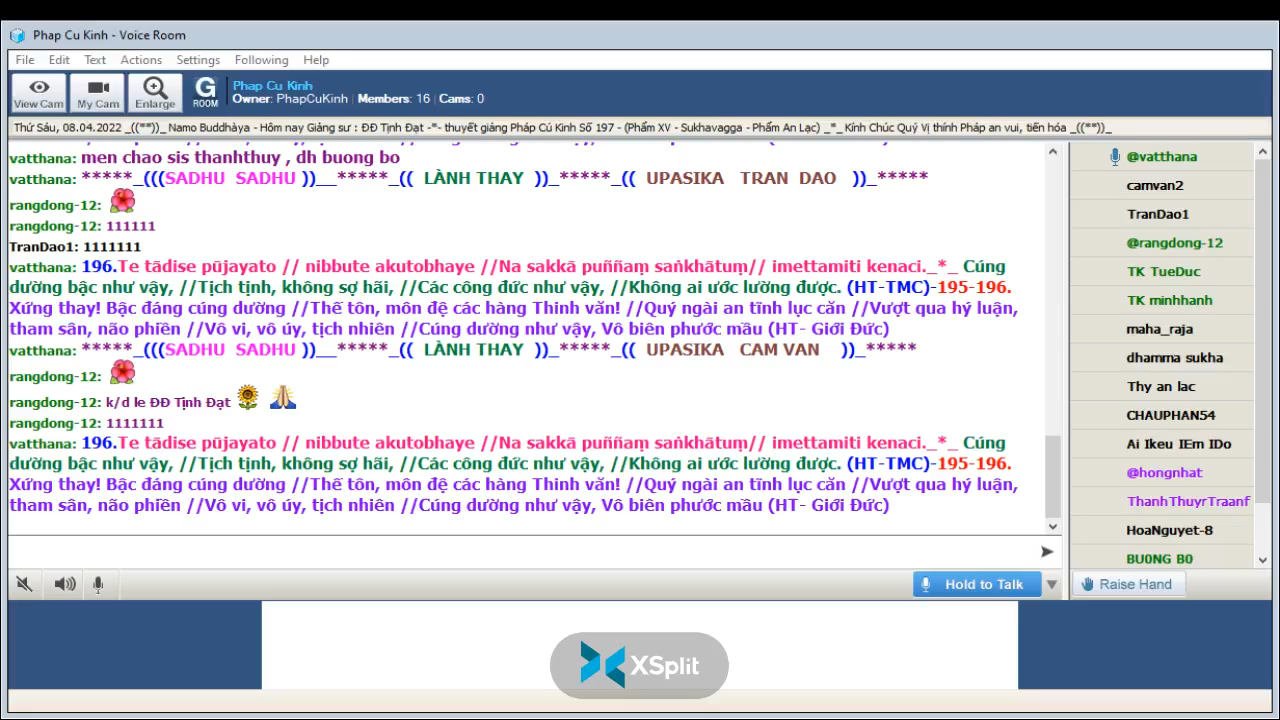 Phap Cu Kinh - Voice Room
File Edit Text Actions Settings Following Help
View Cam My Cam Enlarge G ROOM
Phap Cu Kinh
Owner: PhapCuKinh | Members: 16 | Cams: 0
Thứ Sáu, 08.04.2022 _((**))_ Namo Buddhàya - Hôm nay Giảng sư : ĐĐ Tịnh Đạt -*- thuyết giảng Pháp Cú Kinh Số 197 - (Phẩm XV - Sukhavagga - Phẩm An Lạc) _*_ Kính Chúc Quý Vị thính Pháp an vui, tiến hóa _((**))_
vatthana: men chao sis thanhthuy , dh buong bo
vatthana: *****_(((SADHU SADHU ))__*****_(( LÀNH THAY ))_*****_(( UPASIKA TRAN DAO ))_*****
rangdong-12:
rangdong-12: 111111
TranDao1: 1111111
vatthana: 196.Te tādise pūjayato // nibbute akutobhaye //Na sakkā puññaṃ saṅkhātuṃ// imettamiti kenaci._*_ Cúng
dường bậc như vậy, //Tịch tịnh, không sợ hãi, //Các công đức như vậy, //Không ai ước lường được. (HT-TMC)-195-196.
Xứng thay! Bậc đáng cúng dường //Thế tôn, môn đệ các hàng Thinh văn! //Quý ngài an tĩnh lục căn //Vượt qua hý luận,
tham sân, não phiền //Vô vi, vô úy, tịch nhiên //Cúng dường như vậy, Vô biên phước mầu (HT- Giới Đức)
vatthana: *****_(((SADHU SADHU ))__*****_(( LÀNH THAY ))_*****_(( UPASIKA CAM VAN ))_*****
rangdong-12:
rangdong-12: k/d le ĐĐ Tịnh Đạt
rangdong-12: 1111111
vatthana: 196.Te tādise pūjayato // nibbute akutobhaye //Na sakkā puññaṃ saṅkhātuṃ// imettamiti kenaci._*_ Cúng
dường bậc như vậy, //Tịch tịnh, không sợ hãi, //Các công đức như vậy, //Không ai ước lường được. (HT-TMC)-195-196.
Xứng thay! Bậc đáng cúng dường //Thế tôn, môn đệ các hàng Thinh văn! //Quý ngài an tĩnh lục căn //Vượt qua hý luận,
tham sân, não phiền //Vô vi, vô úy, tịch nhiên //Cúng dường như vậy, Vô biên phước mầu (HT- Giới Đức)
@vatthana
camvan2
TranDao1
@rangdong-12
TK TueDuc
TK minhhanh
maha_raja
dhamma sukha
Thy an lac
CHAUPHAN54
Ai Ikeu IEm IDo
@hongnhat
ThanhThuyrTraanf
HoaNguyet-8
BU0NG B0
Hold to Talk
Raise Hand
XSplit